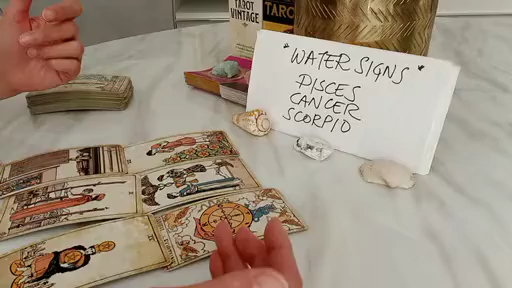 TAROT
VINTAGE
TAROT
"WATER SIGNS"
PISCES
CANCER
SCORPIO